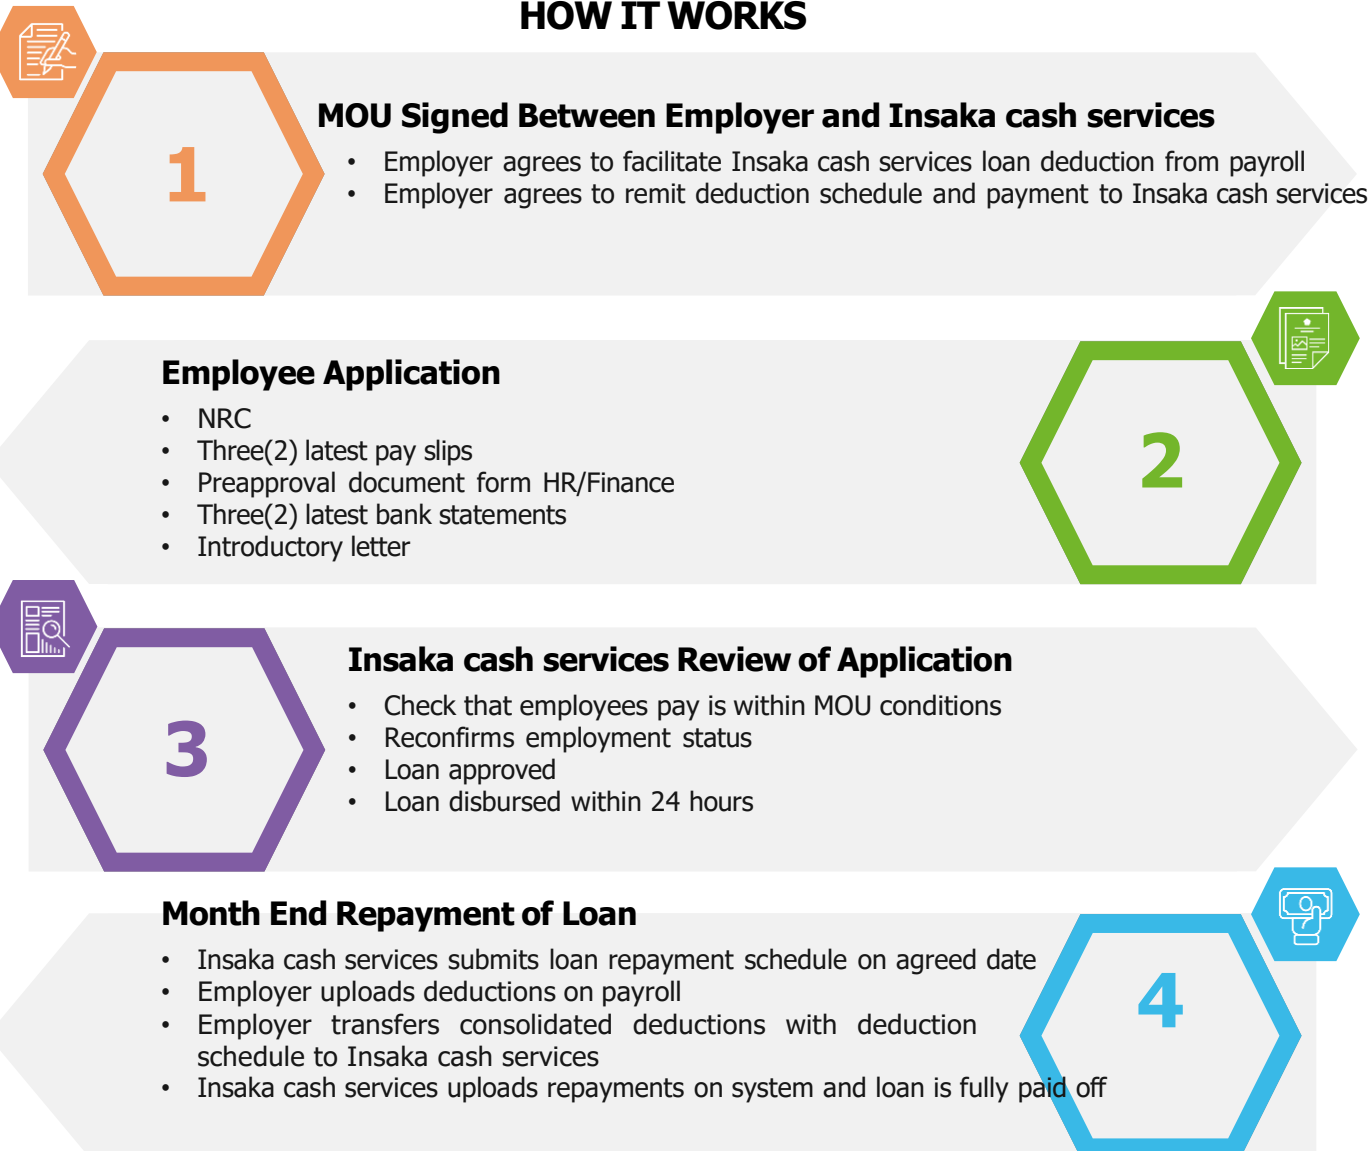 HOW IT WORKS
1
MOU Signed Between Employer and Insaka cash services
• Employer agrees to facilitate Insaka cash services loan deduction from payroll
• Employer agrees to remit deduction schedule and payment to Insaka cash services
Employee Application
• NRC
• Three(2) latest pay slips
• Preapproval document form HR/Finance
• Three(2) latest bank statements
• Introductory letter
2
3
Insaka cash services Review of Application
• Check that employees pay is within MOU conditions
• Reconfirms employment status
• Loan approved
• Loan disbursed within 24 hours
Month End Repayment of Loan
• Insaka cash services submits loan repayment schedule on agreed date
• Employer uploads deductions on payroll
• Employer transfers consolidated deductions with deduction
schedule to Insaka cash services
• Insaka cash services uploads repayments on system and loan is fully paid off
4